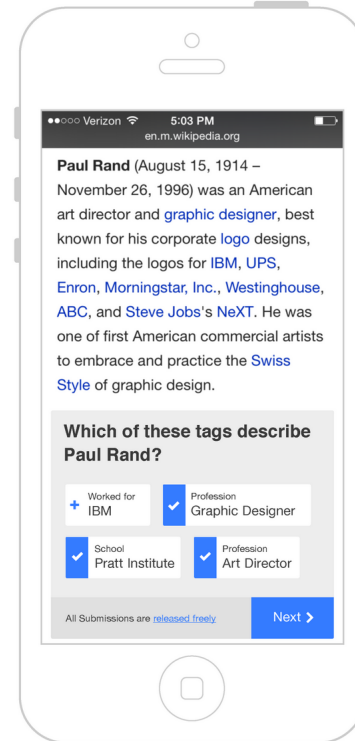 Verizon 5:03 PM
en.m.wikipedia.org
Paul Rand (August 15, 1914 –
November 26, 1996) was an American
art director and graphic designer, best
known for his corporate logo designs,
including the logos for IBM, UPS,
Enron, Morningstar, Inc., Westinghouse,
ABC, and Steve Jobs's NeXT. He was
one of first American commercial artists
to embrace and practice the Swiss
Style of graphic design.
Which of these tags describe
Paul Rand?
Worked for
IBM
Profession
Graphic Designer
School
Pratt Institute
Profession
Art Director
All Submissions are released freely
Next